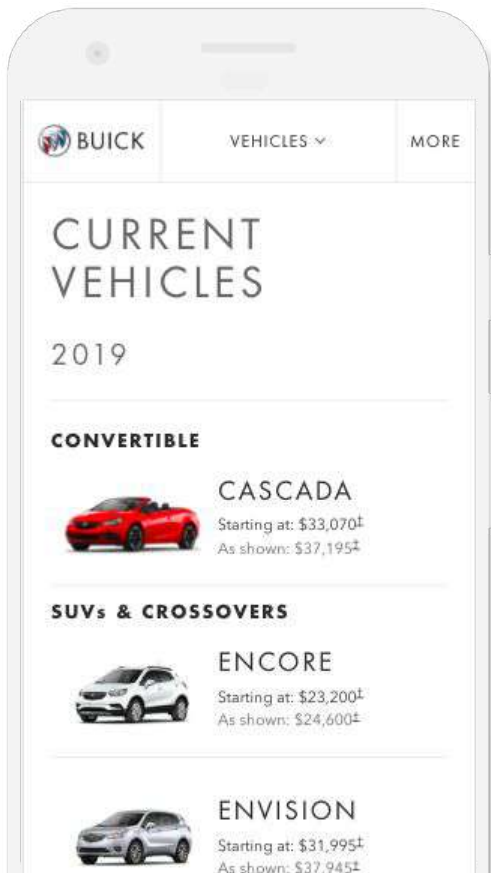 BUICK
VEHICLES
MORE
CURRENT
VEHICLES
2019
CONVERTIBLE
CASCADA
Starting at: $33,070‡
As shown: $37,195‡
SUVs & CROSSOVERS
ENCORE
Starting at: $23,200‡
As shown: $24,600‡
ENVISION
Starting at: $31,995‡
As shown: $37,945‡